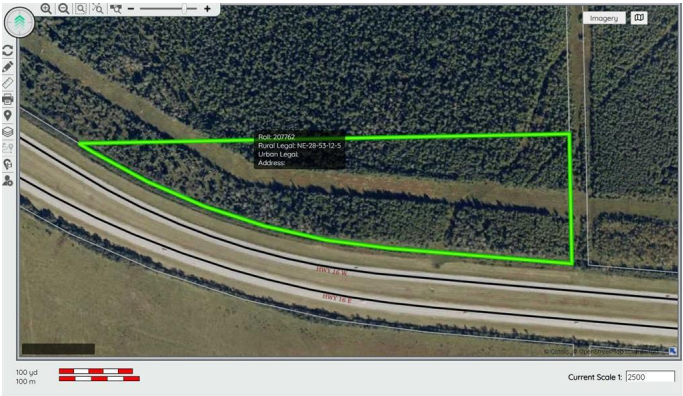 Imagery
Roll: 207762
Rural Legal: NE-28-53-12-5
Urban Legal:
Address:
HWY 16 W
HWY 16 E
100 yd
100 m
Current Scale 1: 2500